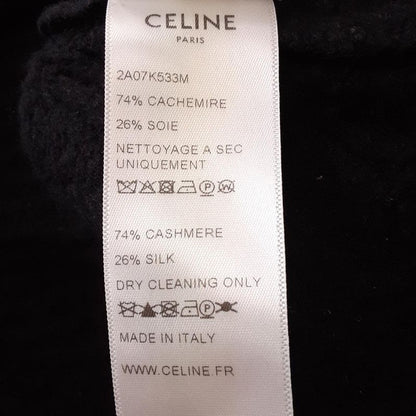 CELINE
PARIS
2A07K533M
74% CACHEMIRE
26% SOIE
NETTOYAGE A SEC
UNIQUEMENT
74% CASHMERE
26% SILK
DRY CLEANING ONLY
MADE IN ITALY
WWW.CELINE.FR